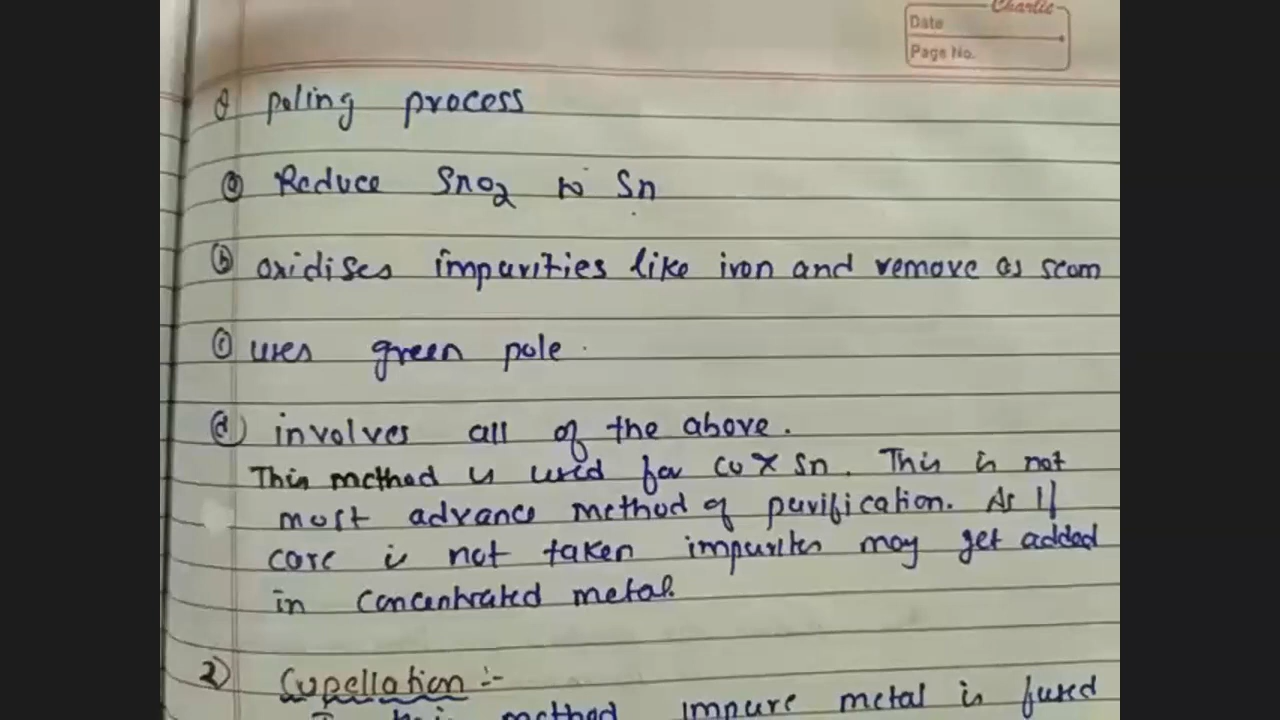 Charlie
Date
Page No.
Q poling process
(a) Reduce SnO2 to Sn
(b) oxidises impurities like iron and remove as scam
(c) uses green pole.
(d) involves all of the above.
This method is used for Cu & Sn. This is not
most advance method of purification. As if
care is not taken impurites may get added
in concentrated metal.
2) Cupellation :-
method impure metal is fused